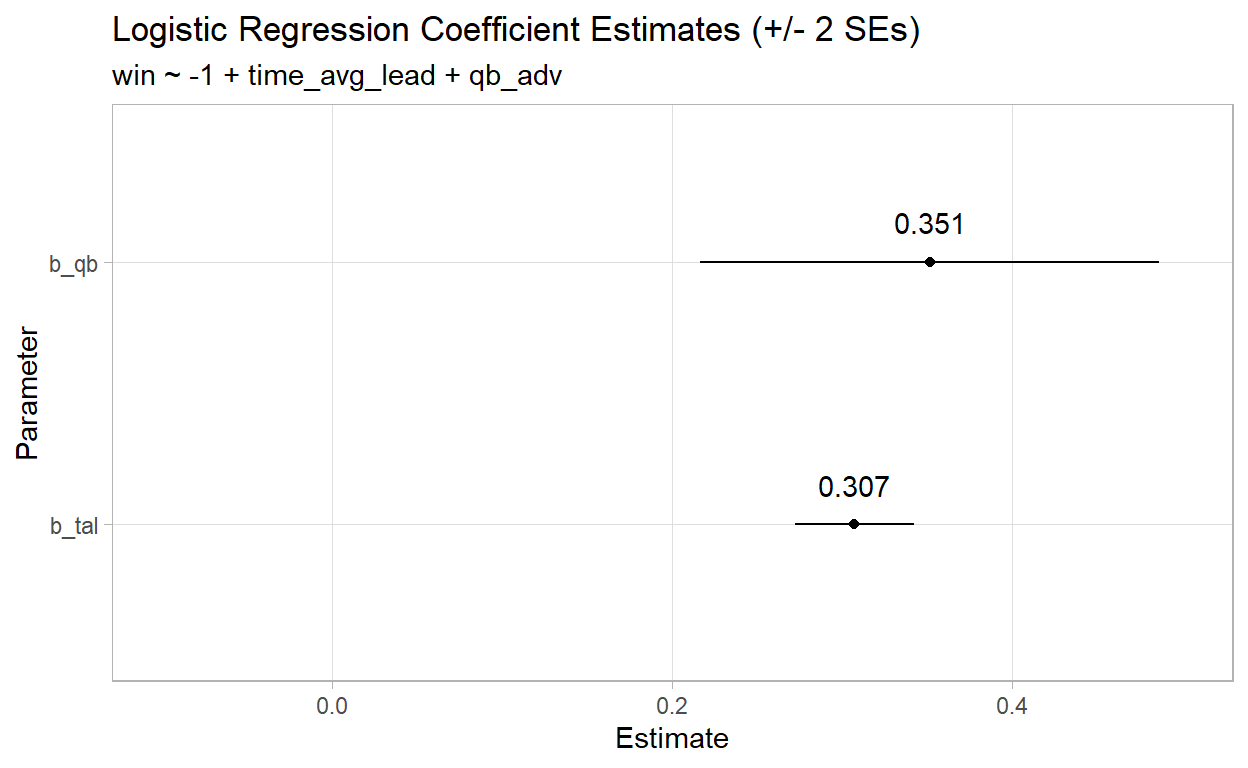 Logistic Regression Coefficient Estimates (+/- 2 SEs)
win ~ -1 + time_avg_lead + qb_adv
0.351
b_qb
Parameter
0.307
b_tal
0.0
0.2
0.4
Estimate